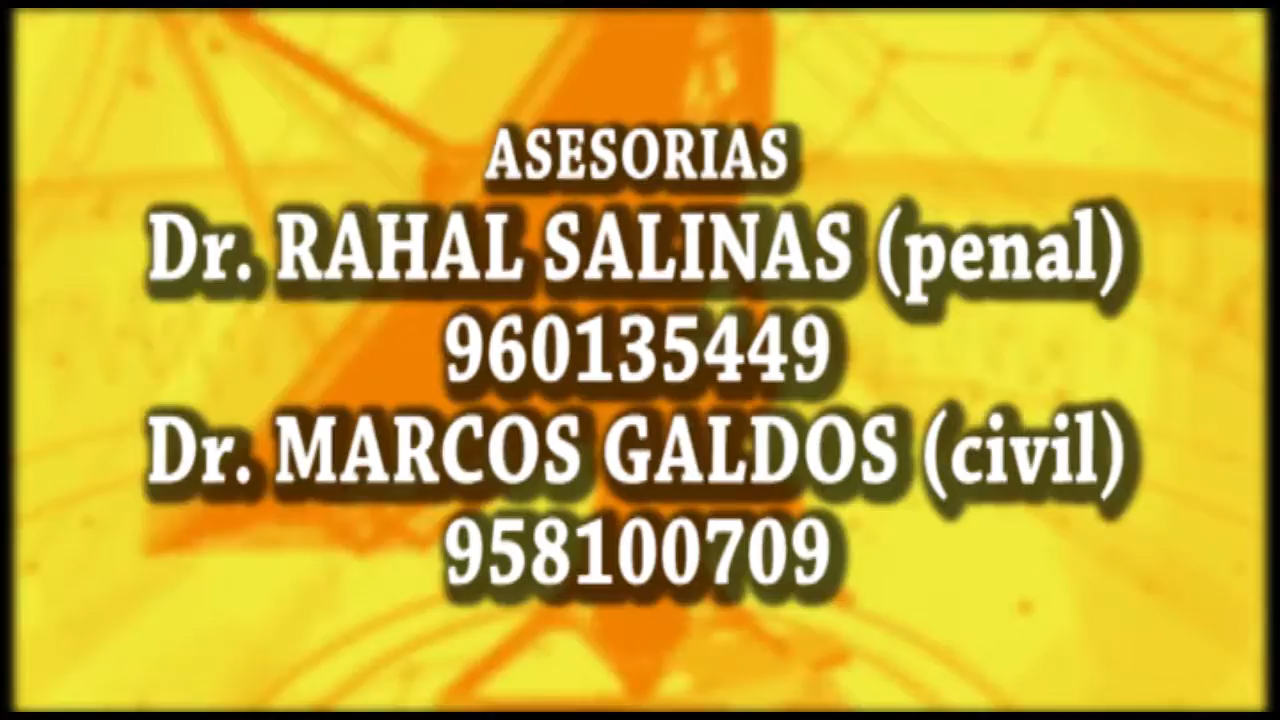 ASESORIAS
Dr. RAHAL SALINAS (penal)
960135449
Dr. MARCOS GALDOS (civil)
958100709